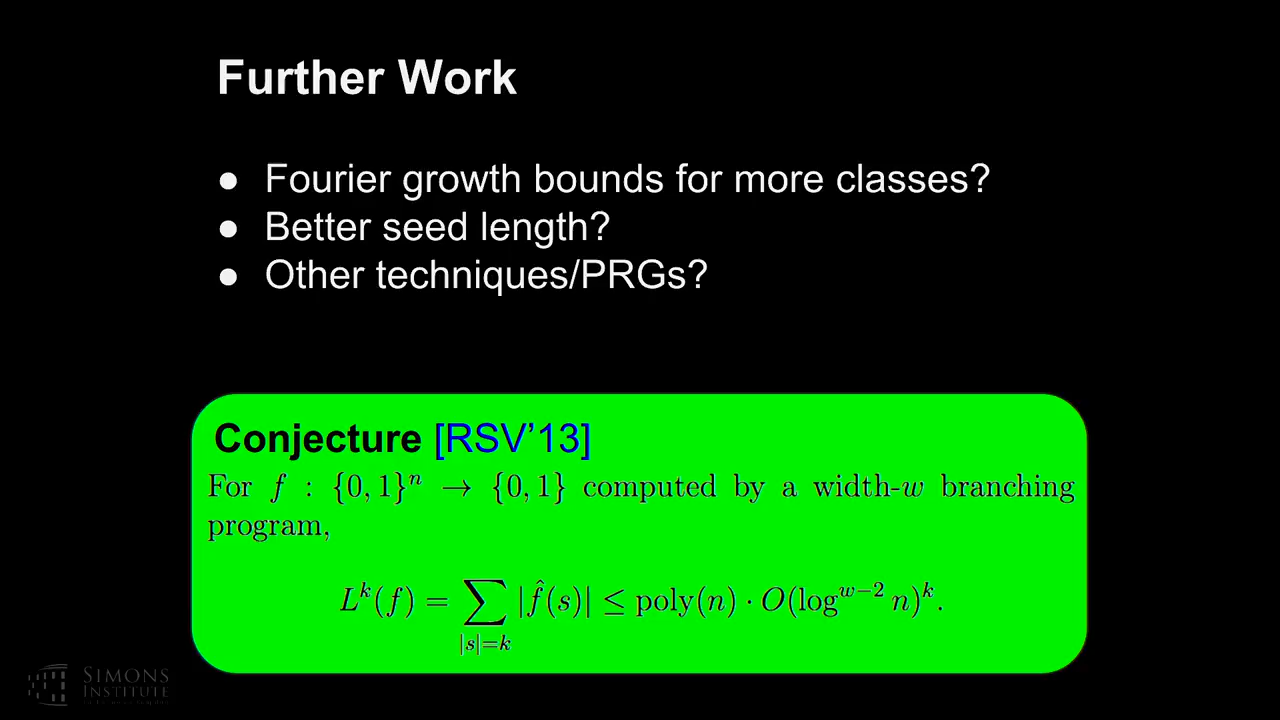 Further Work
● Fourier growth bounds for more classes?
● Better seed length?
● Other techniques/PRGs?
Conjecture [RSV'13]
For f : {0, 1}ⁿ → {0, 1} computed by a width-w branching
program,
Lᵏ(f) = ∑_{|s|=k} |f̂(s)| ≤ poly(n) · O(log^{w−2} n)ᵏ.
SIMONS
INSTITUTE